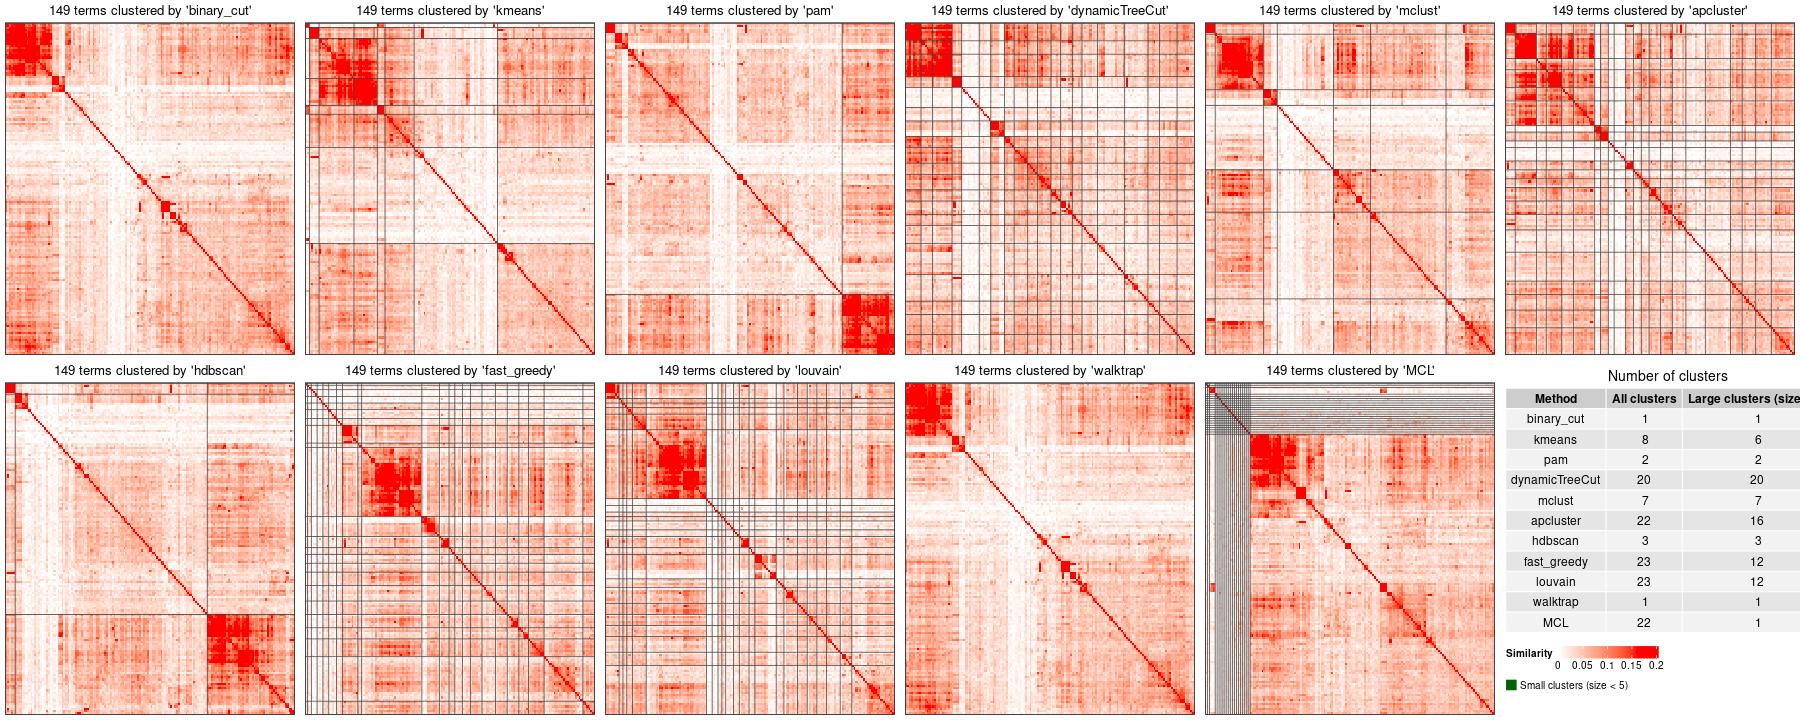 149 terms clustered by 'binary_cut'
149 terms clustered by 'kmeans'
149 terms clustered by 'pam'
149 terms clustered by 'dynamicTreeCut'
149 terms clustered by 'mclust'
149 terms clustered by 'apcluster'
149 terms clustered by 'hdbscan'
149 terms clustered by 'fast_greedy'
149 terms clustered by 'louvain'
149 terms clustered by 'walktrap'
149 terms clustered by 'MCL'
Number of clusters
Method All clusters Large clusters (size
binary_cut 1 1
kmeans 8 6
pam 2 2
dynamicTreeCut 20 20
mclust 7 7
apcluster 22 16
hdbscan 3 3
fast_greedy 23 12
louvain 23 12
walktrap 1 1
MCL 22 1
Similarity
0 0.05 0.1 0.15 0.2
Small clusters (size < 5)